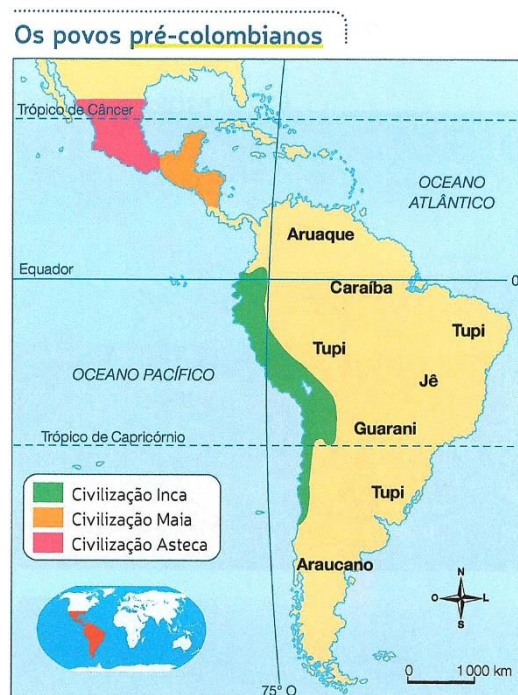 Os povos pré-colombianos
Trópico de Câncer
OCEANO
ATLÂNTICO
Aruaque
Equador
0
Caraíba
Tupi
Tupi
OCEANO PACÍFICO
Jê
Guarani
Trópico de Capricórnio
Tupi
Civilização Inca
Civilização Maia
Civilização Asteca
Araucano
N
O
L
S
0
1 000 km
75° O